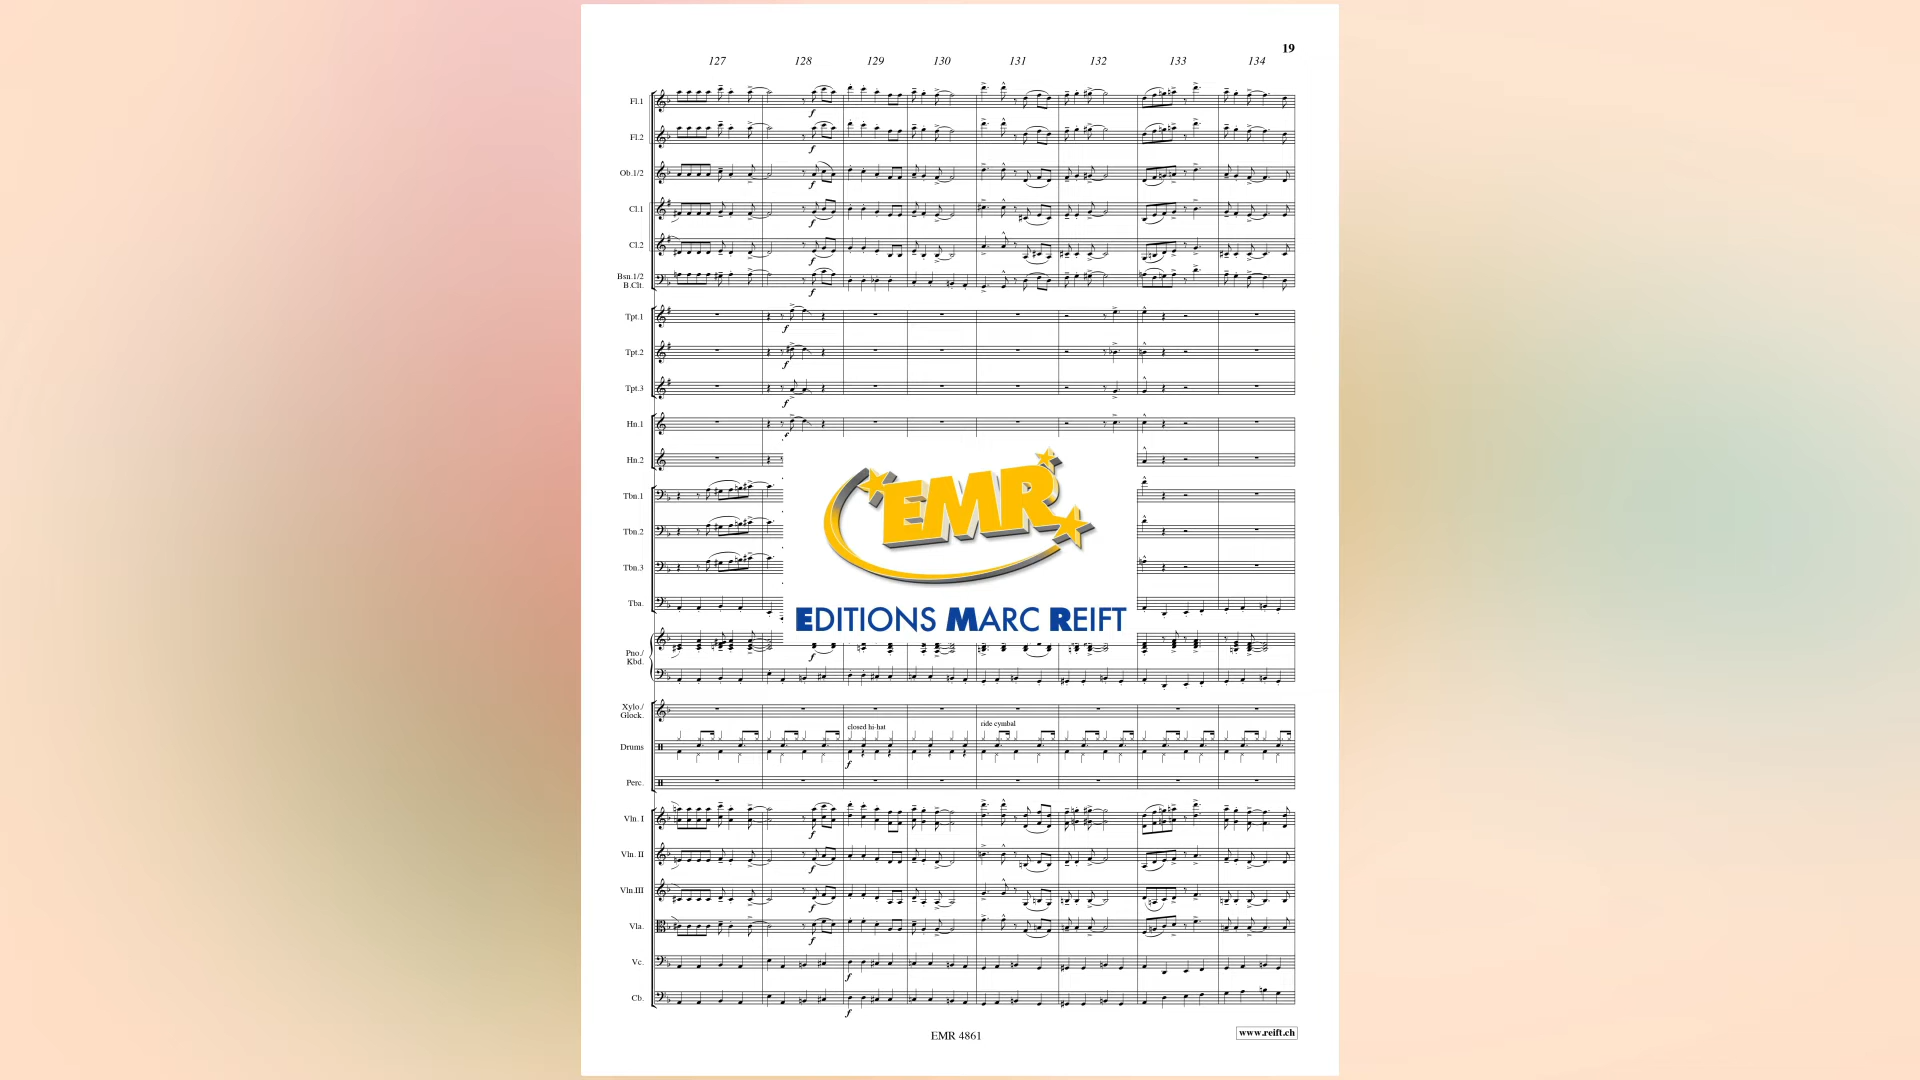 19
127 128 129 130 131 132 133 134
Fl.1
Fl.2
Ob.1/2
Cl.1
Cl.2
Bsn.1/2
B.Clt.
Tpt.1
Tpt.2
Tpt.3
Hn.1
Hn.2
Tbn.1
Tbn.2
Tbn.3
Tba.
EMR
EDITIONS MARC REIFT
Pno./
Kbd.
Xylo./
Glock.
closed hi-hat ride cymbal
Drums
Perc.
Vln. I
Vln. II
Vln.III
Vla.
Vc.
Cb.
EMR 4861
www.reift.ch